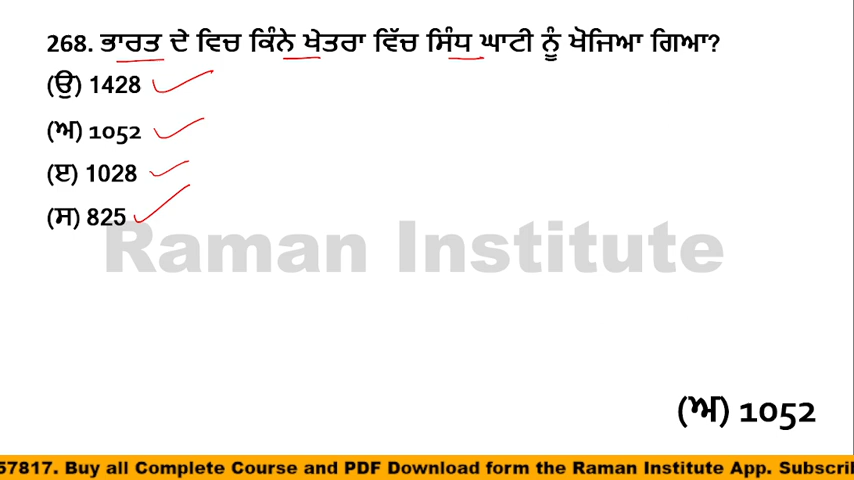 268. ਭਾਰਤ ਦੇ ਵਿਚ ਕਿੰਨੇ ਖੇਤਰਾ ਵਿੱਚ ਸਿੰਧ ਘਾਟੀ ਨੂੰ ਖੋਜਿਆ ਗਿਆ?
(ਉ) 1428
(ਅ) 1052
(ੲ) 1028
(ਸ) 825
Raman Institute
(ਅ) 1052
57817. Buy all Complete Course and PDF Download form the Raman Institute App. Subscri